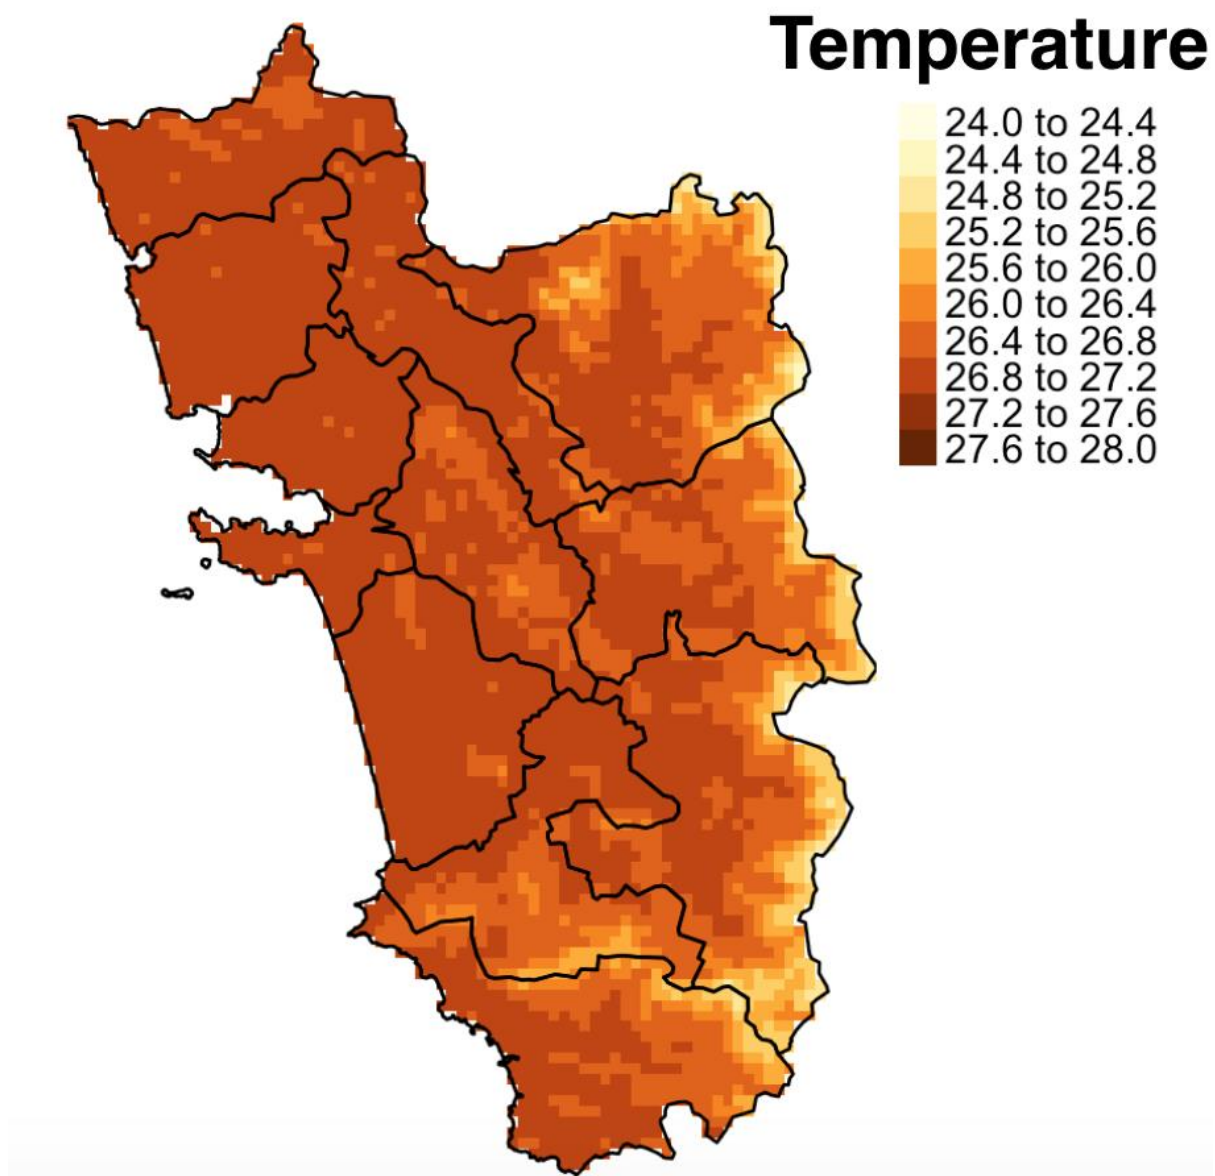 Temperature
24.0 to 24.4
24.4 to 24.8
24.8 to 25.2
25.2 to 25.6
25.6 to 26.0
26.0 to 26.4
26.4 to 26.8
26.8 to 27.2
27.2 to 27.6
27.6 to 28.0